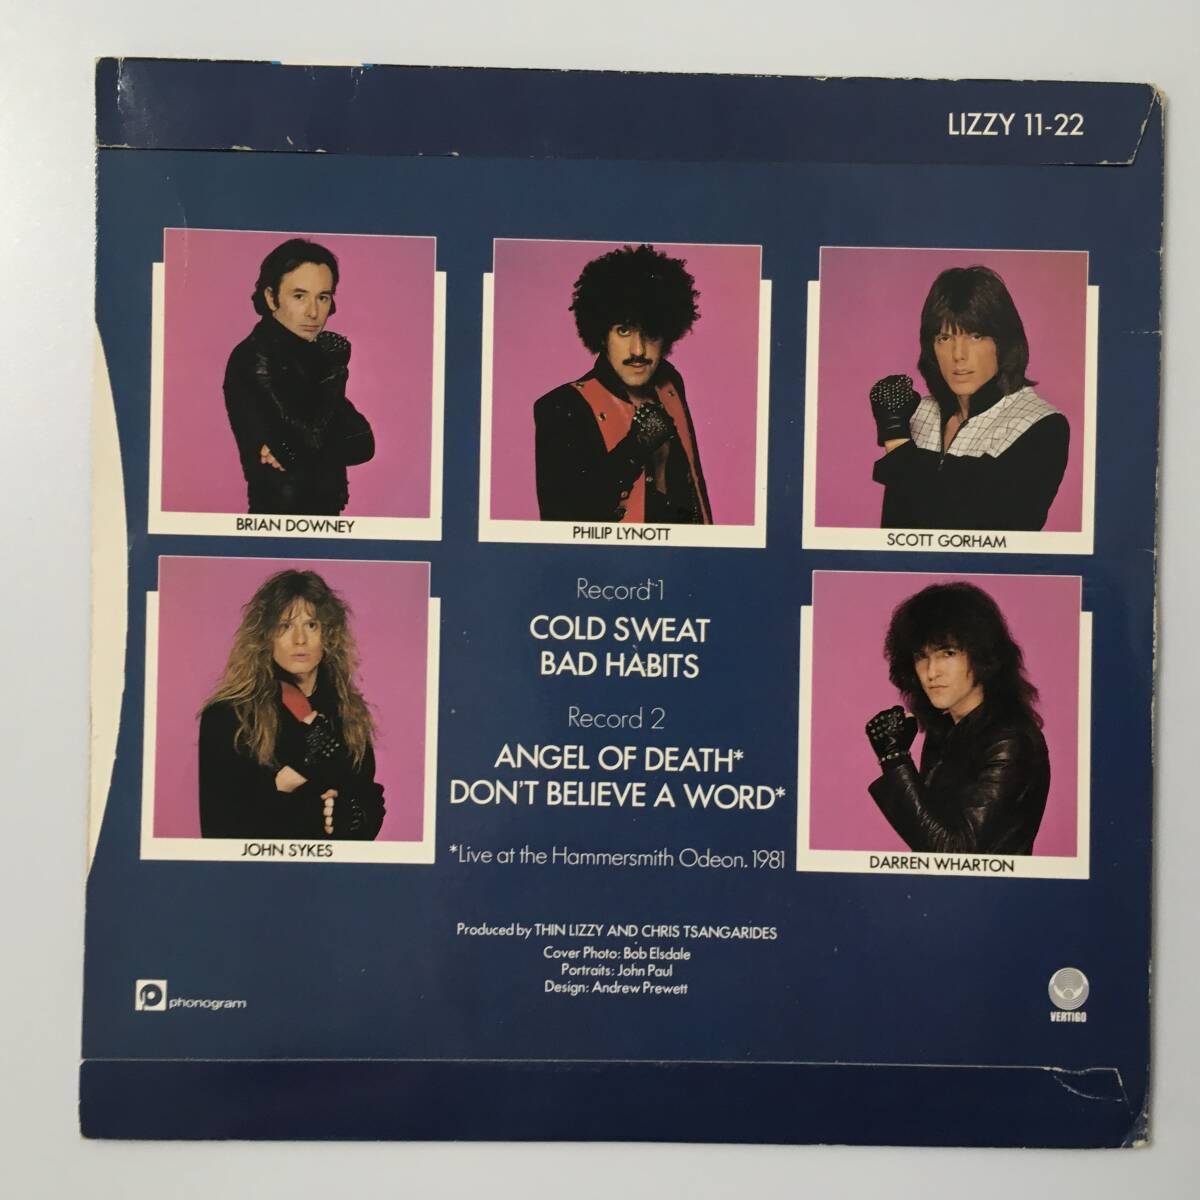 LIZZY 11-22
BRIAN DOWNEY
PHILIP LYNOTT
SCOTT GORHAM
Record 1
COLD SWEAT
BAD HABITS
Record 2
ANGEL OF DEATH*
DON'T BELIEVE A WORD*
*Live at the Hammersmith Odeon. 1981
JOHN SYKES
DARREN WHARTON
Produced by THIN LIZZY AND CHRIS TSANGARIDES
Cover Photo: Bob Elsdale
Portraits: John Paul
Design: Andrew Prewett
phonogram
VERTIGO